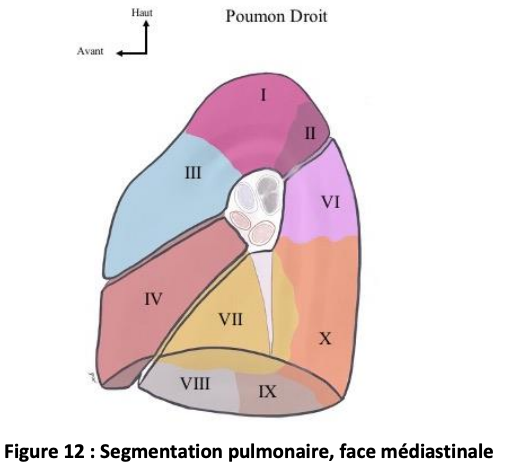 Haut
Poumon Droit
Avant
I
II
III
VI
IV
VII
X
VIII
IX
Figure 12 : Segmentation pulmonaire, face médiastinale